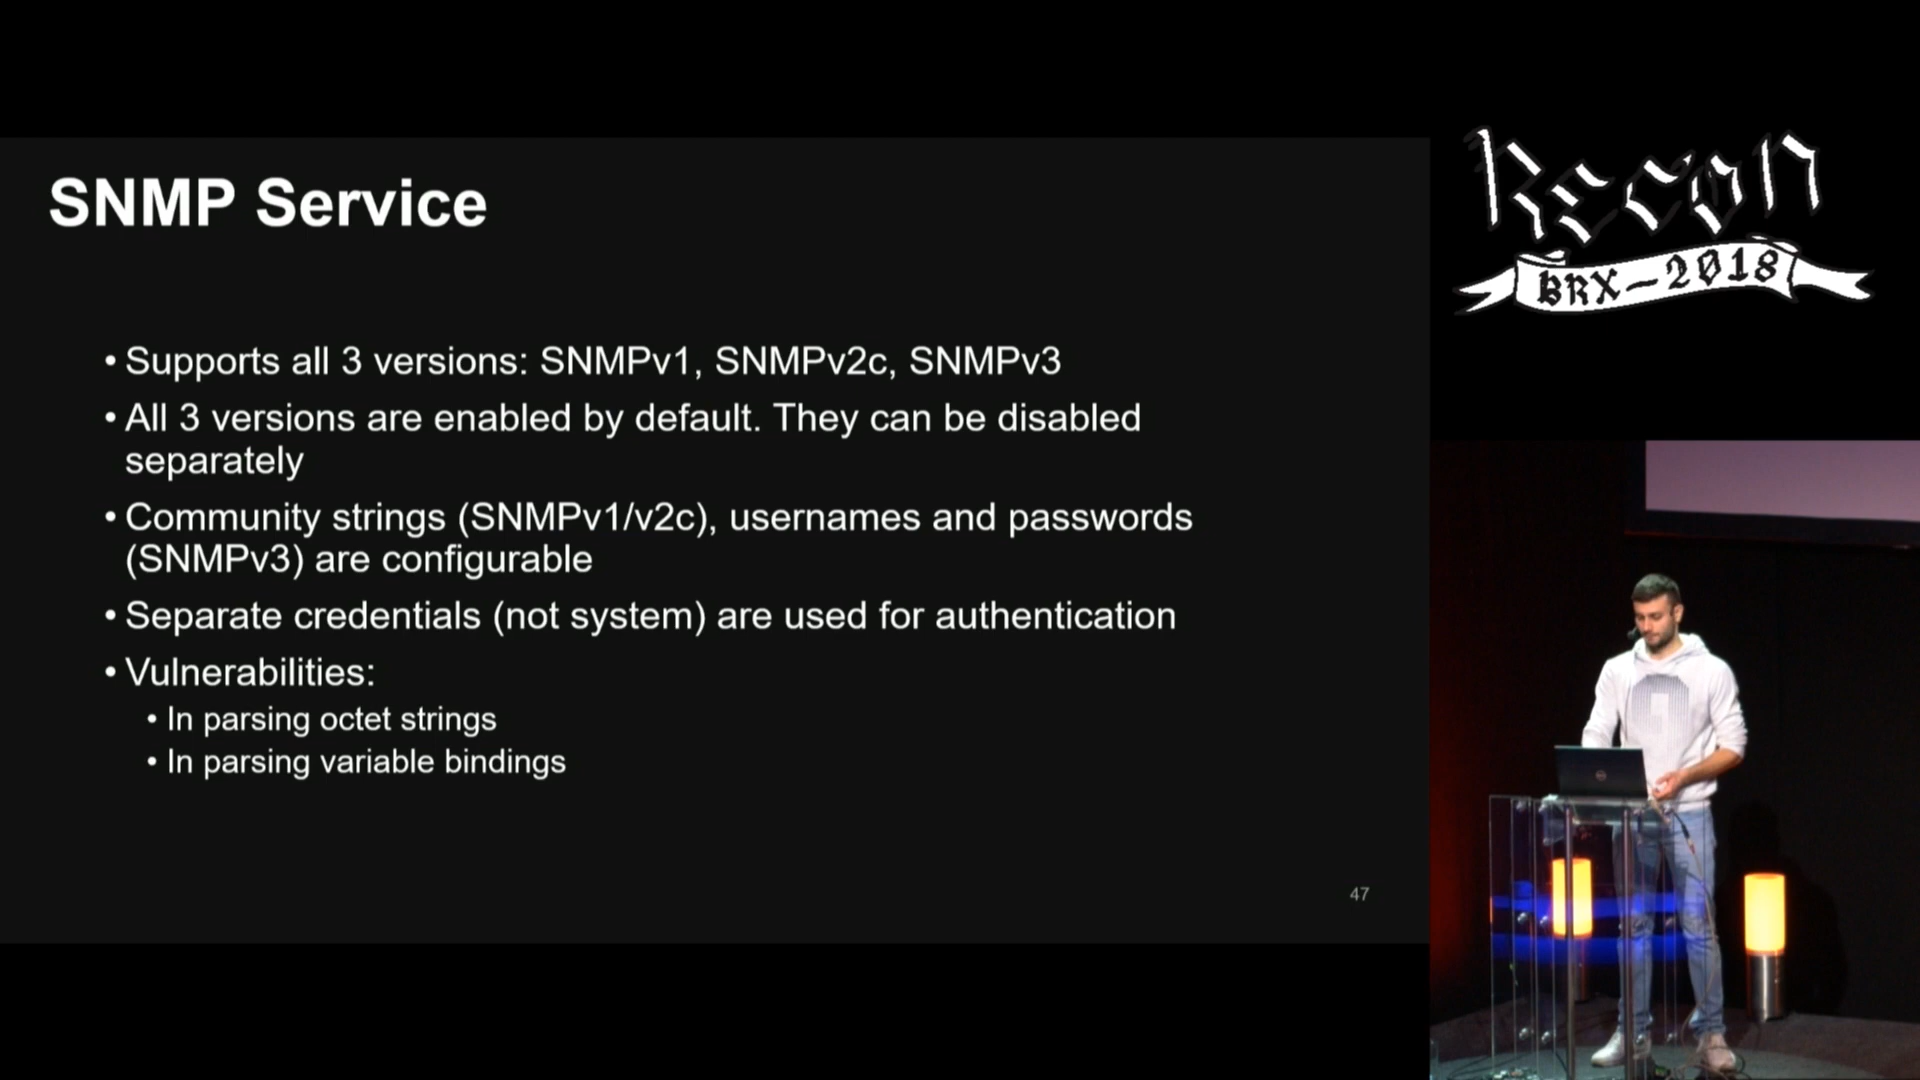 SNMP Service
• Supports all 3 versions: SNMPv1, SNMPv2c, SNMPv3
• All 3 versions are enabled by default. They can be disabled
separately
• Community strings (SNMPv1/v2c), usernames and passwords
(SNMPv3) are configurable
• Separate credentials (not system) are used for authentication
• Vulnerabilities:
• In parsing octet strings
• In parsing variable bindings
47
RECON
BRX-2018